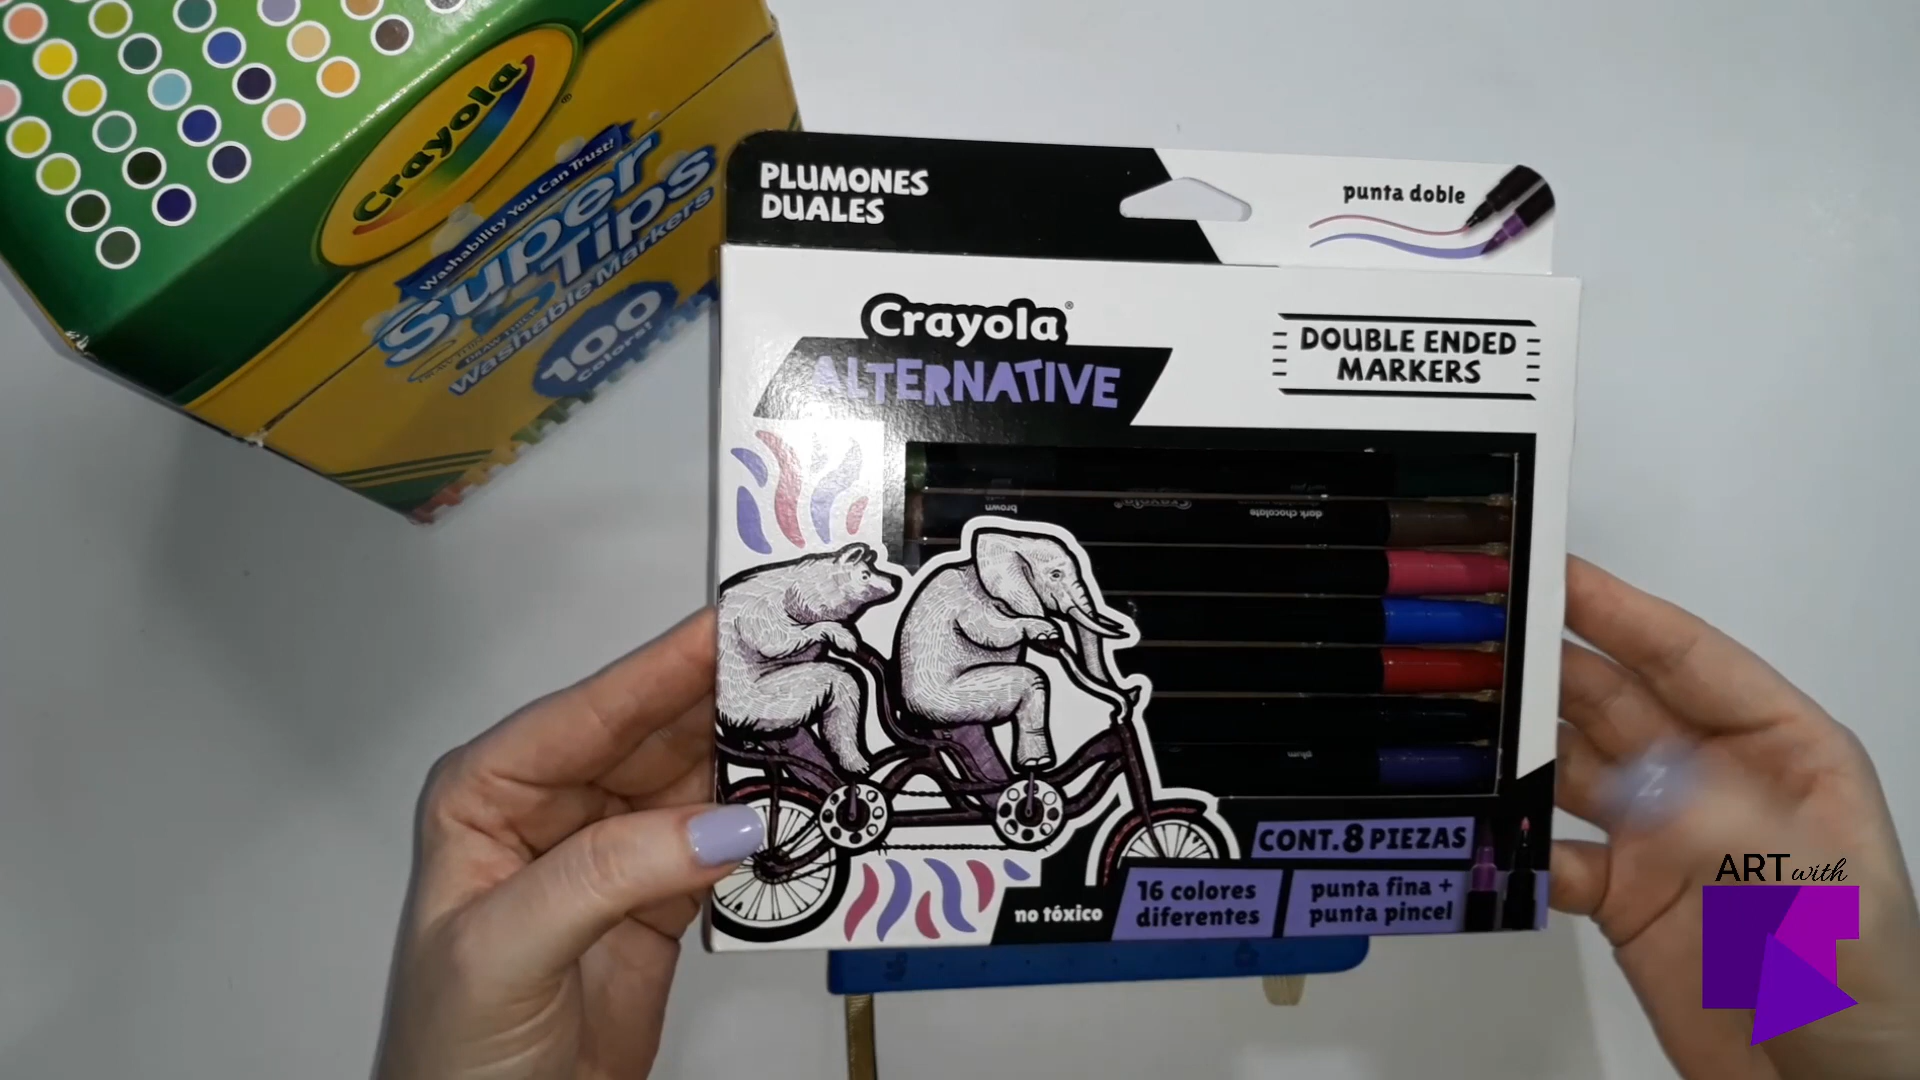 Crayola
Washability You Can Trust!
Super
Tips
Washable Markers
100
Colors!
PLUMONES
DUALES
punta doble
Crayola
ALTERNATIVE
DOUBLE ENDED
MARKERS
brown
Crayola
dark chocolate
plum
CONT. 8 PIEZAS
no tóxico
16 colores
diferentes
punta fina +
punta pincel
ART with